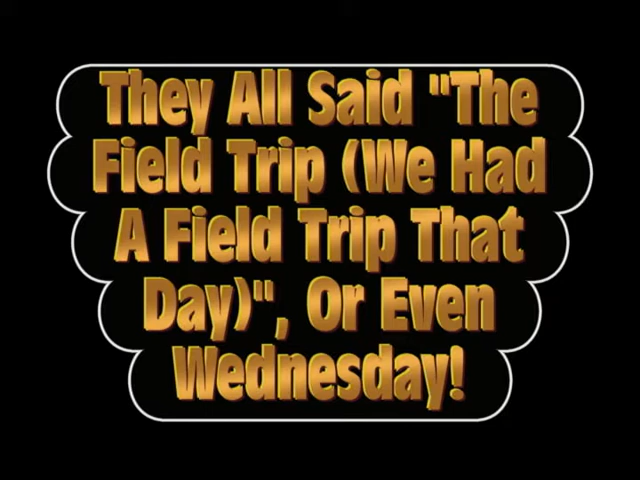 They All Said "The
Field Trip (We Had
A Field Trip That
Day)", Or Even
Wednesday!